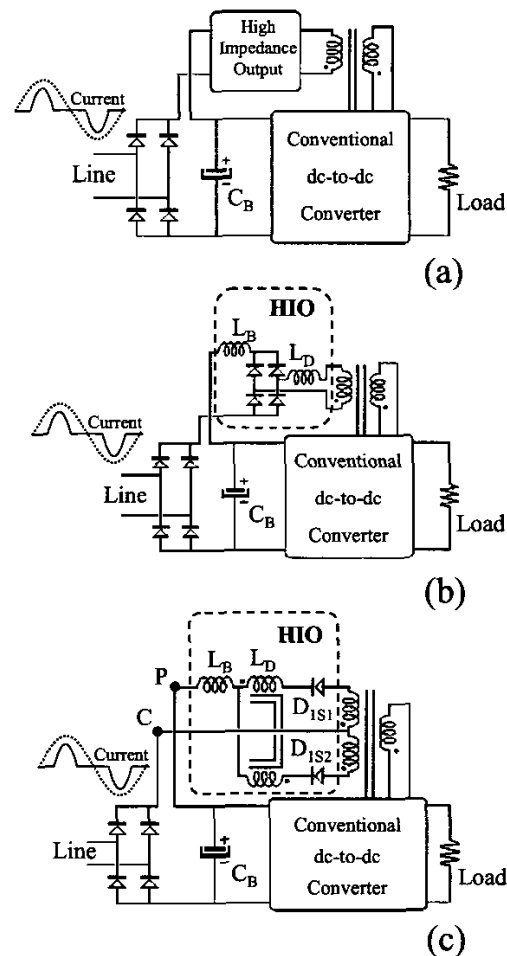 High
Impedance
Output
Current
Line
+
−
C_B
Conventional
dc-to-dc
Converter
Load
(a)
HIO
L_B
L_D
Current
Line
+
−
C_B
Conventional
dc-to-dc
Converter
Load
(b)
HIO
P
L_B
L_D
D_1S1
C
D_1S2
Current
Line
+
−
C_B
Conventional
dc-to-dc
Converter
Load
(c)